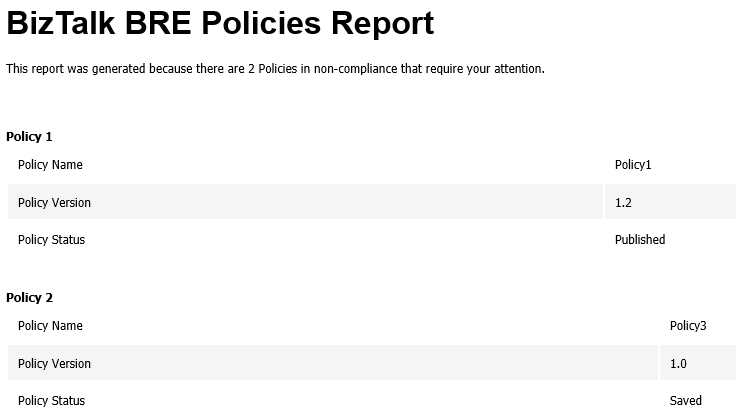 BizTalk BRE Policies Report
This report was generated because there are 2 Policies in non-compliance that require your attention.
Policy 1
Policy Name Policy1
Policy Version 1.2
Policy Status Published
Policy 2
Policy Name Policy3
Policy Version 1.0
Policy Status Saved